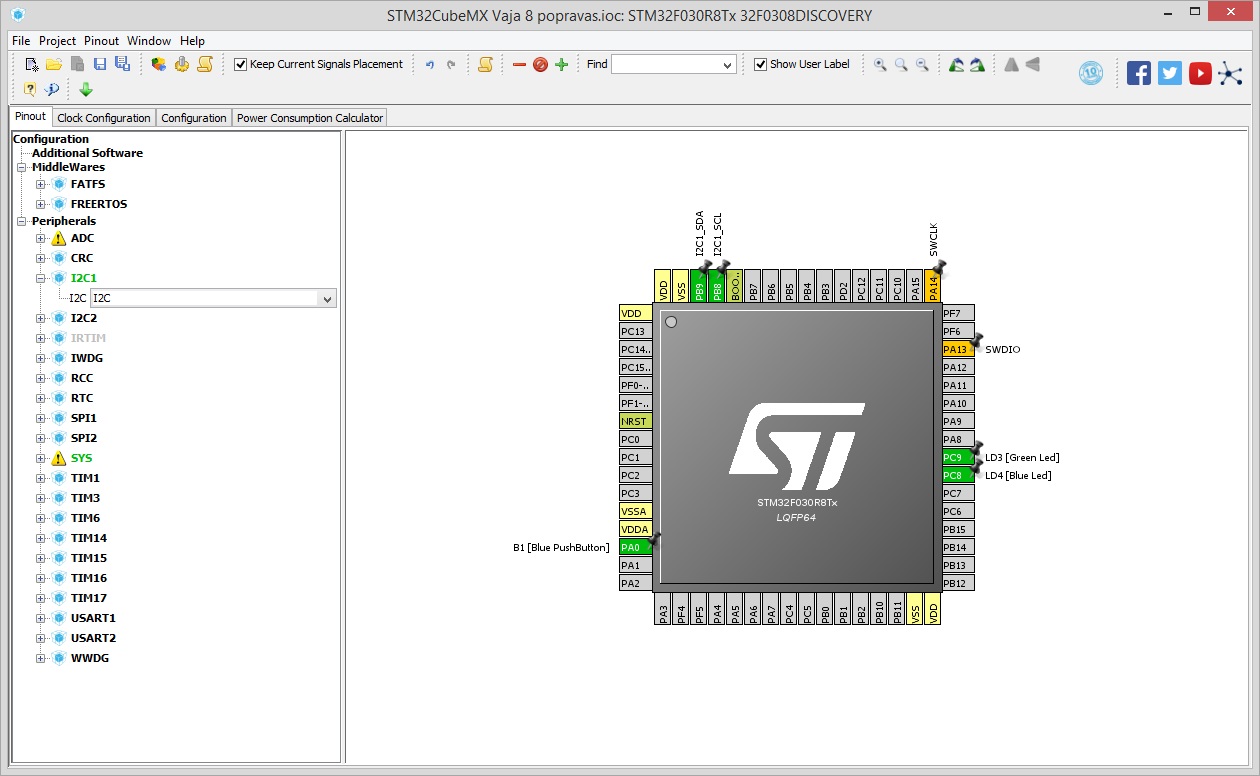 STM32CubeMX Vaja 8 popravas.ioc: STM32F030R8Tx 32F0308DISCOVERY
File Project Pinout Window Help
Keep Current Signals Placement
Find
Show User Label
10
?
Pinout
Clock Configuration
Configuration
Power Consumption Calculator
Configuration
Additional Software
MiddleWares
FATFS
FREERTOS
Peripherals
ADC
CRC
I2C1
I2C I2C
I2C2
IRTIM
IWDG
RCC
RTC
SPI1
SPI2
SYS
TIM1
TIM3
TIM6
TIM14
TIM15
TIM16
TIM17
USART1
USART2
WWDG
I2C1_SDA
I2C1_SCL
SWCLK
VDD
VSS
PB9
PB8
BOO..
PB7
PB6
PB5
PB4
PB3
PD2
PC12
PC11
PC10
PA15
PA14
VDD
PC13
PC14..
PC15..
PF0-..
PF1-..
NRST
PC0
PC1
PC2
PC3
VSSA
VDDA
B1 [Blue PushButton] PA0
PA1
PA2
ST
STM32F030R8Tx
LQFP64
PF7
PF6
PA13 SWDIO
PA12
PA11
PA10
PA9
PA8
PC9 LD3 [Green Led]
PC8 LD4 [Blue Led]
PC7
PC6
PB15
PB14
PB13
PB12
PA3
PF4
PF5
PA4
PA5
PA6
PA7
PC4
PC5
PB0
PB1
PB2
PB10
PB11
VSS
VDD